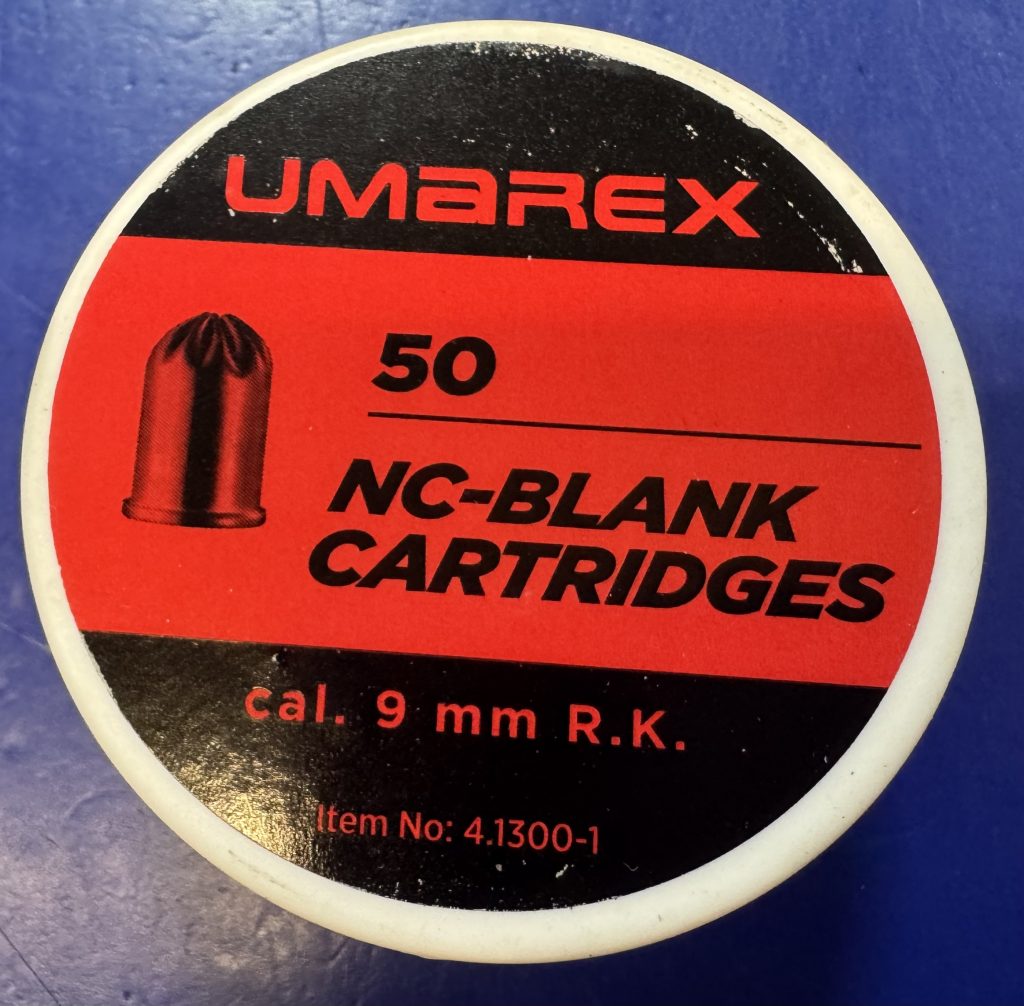 UMAREX
50
NC-BLANK
CARTRIDGES
cal. 9 mm R.K.
Item No: 4.1300-1